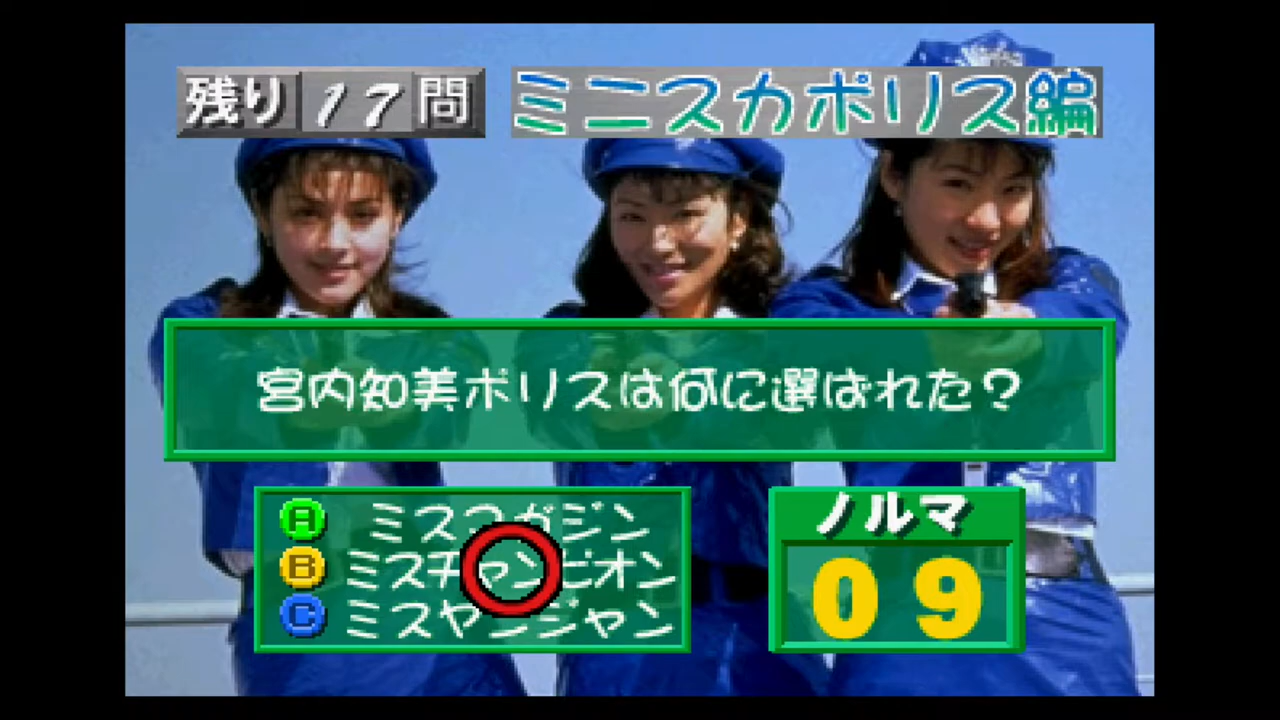 残り17問 ミニスカポリス編
宮内知美ポリスは何に選ばれた?
A ミスマガジン
B ミスチャンピオン
C ミスヤンジャン
ノルマ
09